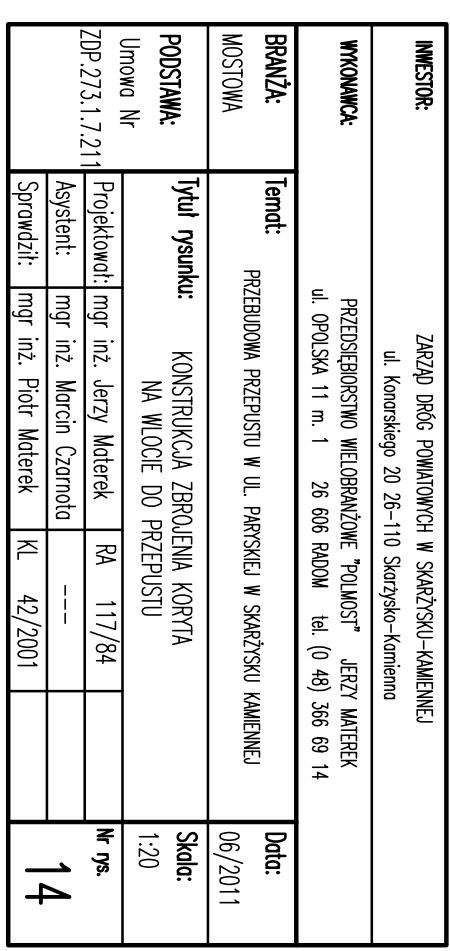 INWESTOR:
ZARZĄD DRÓG POWIATOWYCH W SKARŻYSKU-KAMIENNEJ
ul. Konarskiego 20 26-110 Skarżysko-Kamienna
WYKONAWCA:
PRZEDSIĘBIORSTWO WIELOBRANŻOWE "POLMOST" JERZY MATEREK
ul. OPOLSKA 11 m. 1 26 606 RADOM tel. (0 48) 366 69 14
BRANŻA:
MOSTOWA
Temat:
PRZEBUDOWA PRZEPUSTU W UL. PARYSKIEJ W SKARŻYSKU KAMIENNEJ
Data:
06/2011
PODSTAWA:
Umowa Nr
ZDP.273.1.7.211
Tytuł rysunku:
KONSTRUKCJA ZBROJENIA KORYTA
NA WLOCIE DO PRZEPUSTU
Skala:
1:20
Projektował: mgr inż. Jerzy Materek RA 117/84
Asystent: mgr inż. Marcin Czarnota ---
Sprawdził: mgr inż. Piotr Materek KL 42/2001
Nr rys.
14